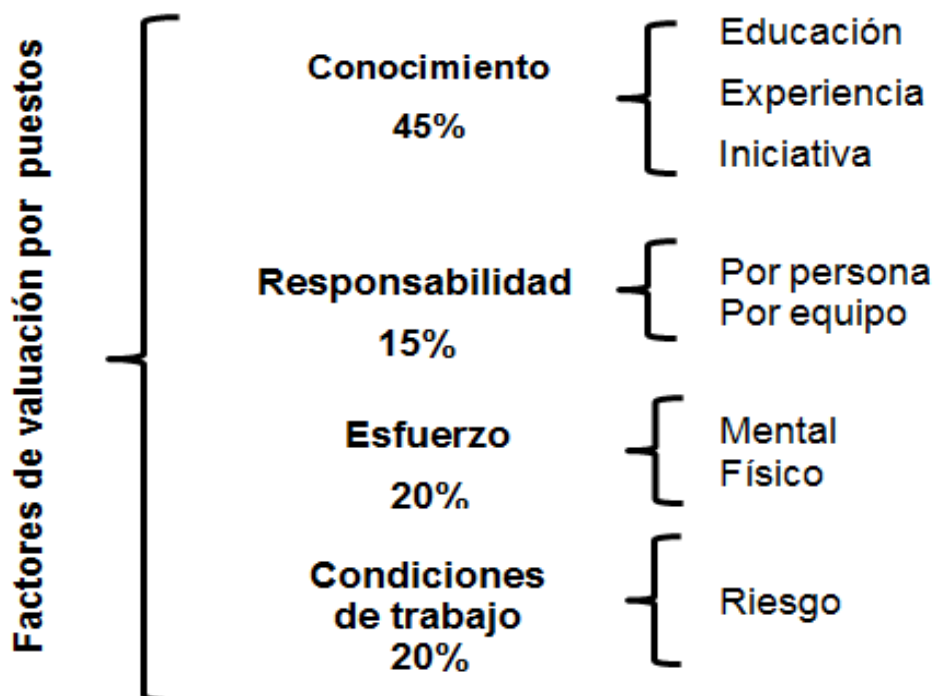 Factores de valuación por puestos
Conocimiento
45%
Educación
Experiencia
Iniciativa
Responsabilidad
15%
Por persona
Por equipo
Esfuerzo
20%
Mental
Físico
Condiciones
de trabajo
20%
Riesgo